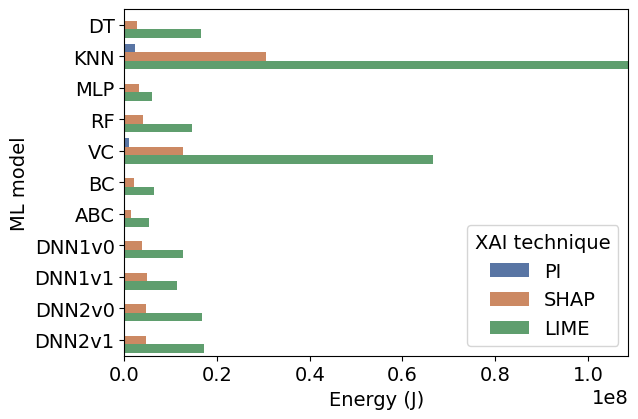 DT
KNN
MLP
RF
VC
BC
ABC
DNN1v0
DNN1v1
DNN2v0
DNN2v1
ML model
XAI technique
PI
SHAP
LIME
0.0 0.2 0.4 0.6 0.8 1.0
1e8
Energy (J)